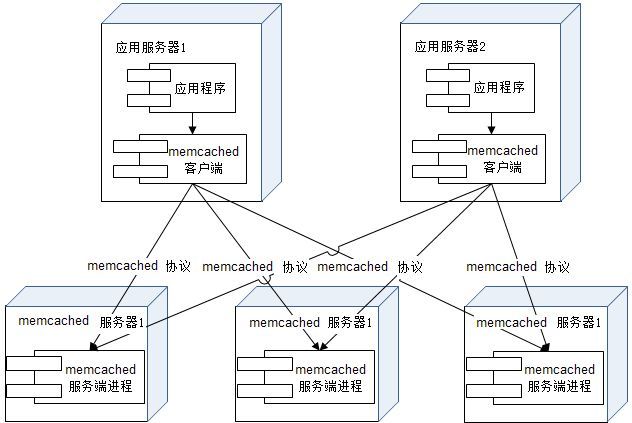 应用服务器1
应用服务器2
应用程序
应用程序
memcached
客户端
memcached
客户端
memcached 协议
memcached 协议
memcached 协议
memcached 协议
memcached 服务器1
memcached 服务器1
memcached 服务器1
memcached
服务端进程
memcached
服务端进程
memcached
服务端进程